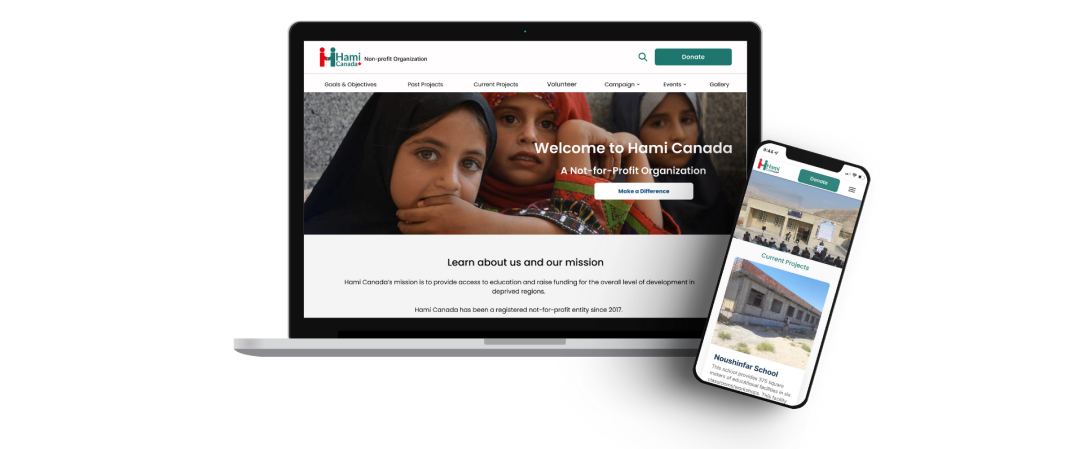 Hami
Canada
Non-profit Organization
Donate
Goals & Objectives
Past Projects
Current Projects
Volunteer
Campaign
Events
Gallery
Welcome to Hami Canada
A Not-for-Profit Organization
Make a Difference
Learn about us and our mission
Hami Canada's mission is to provide access to education and raise funding for the overall level of development in
deprived regions.
Hami Canada has been a registered not-for-profit entity since 2017.
9:44
Hami
Canada
Donate
Current Projects
Noushinfar School
This school provides 375 square
meters of educational facilities in six
classrooms/workshops. This facility